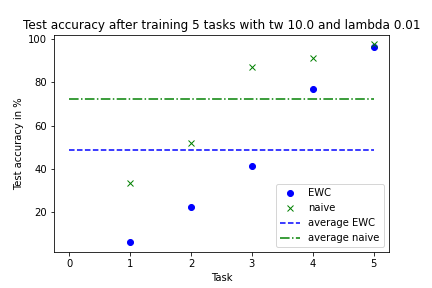 Test accuracy after training 5 tasks with tw 10.0 and lambda 0.01
100
80
60
40
20
Test accuracy in %
0 1 2 3 4 5
Task
EWC
naive
average EWC
average naive